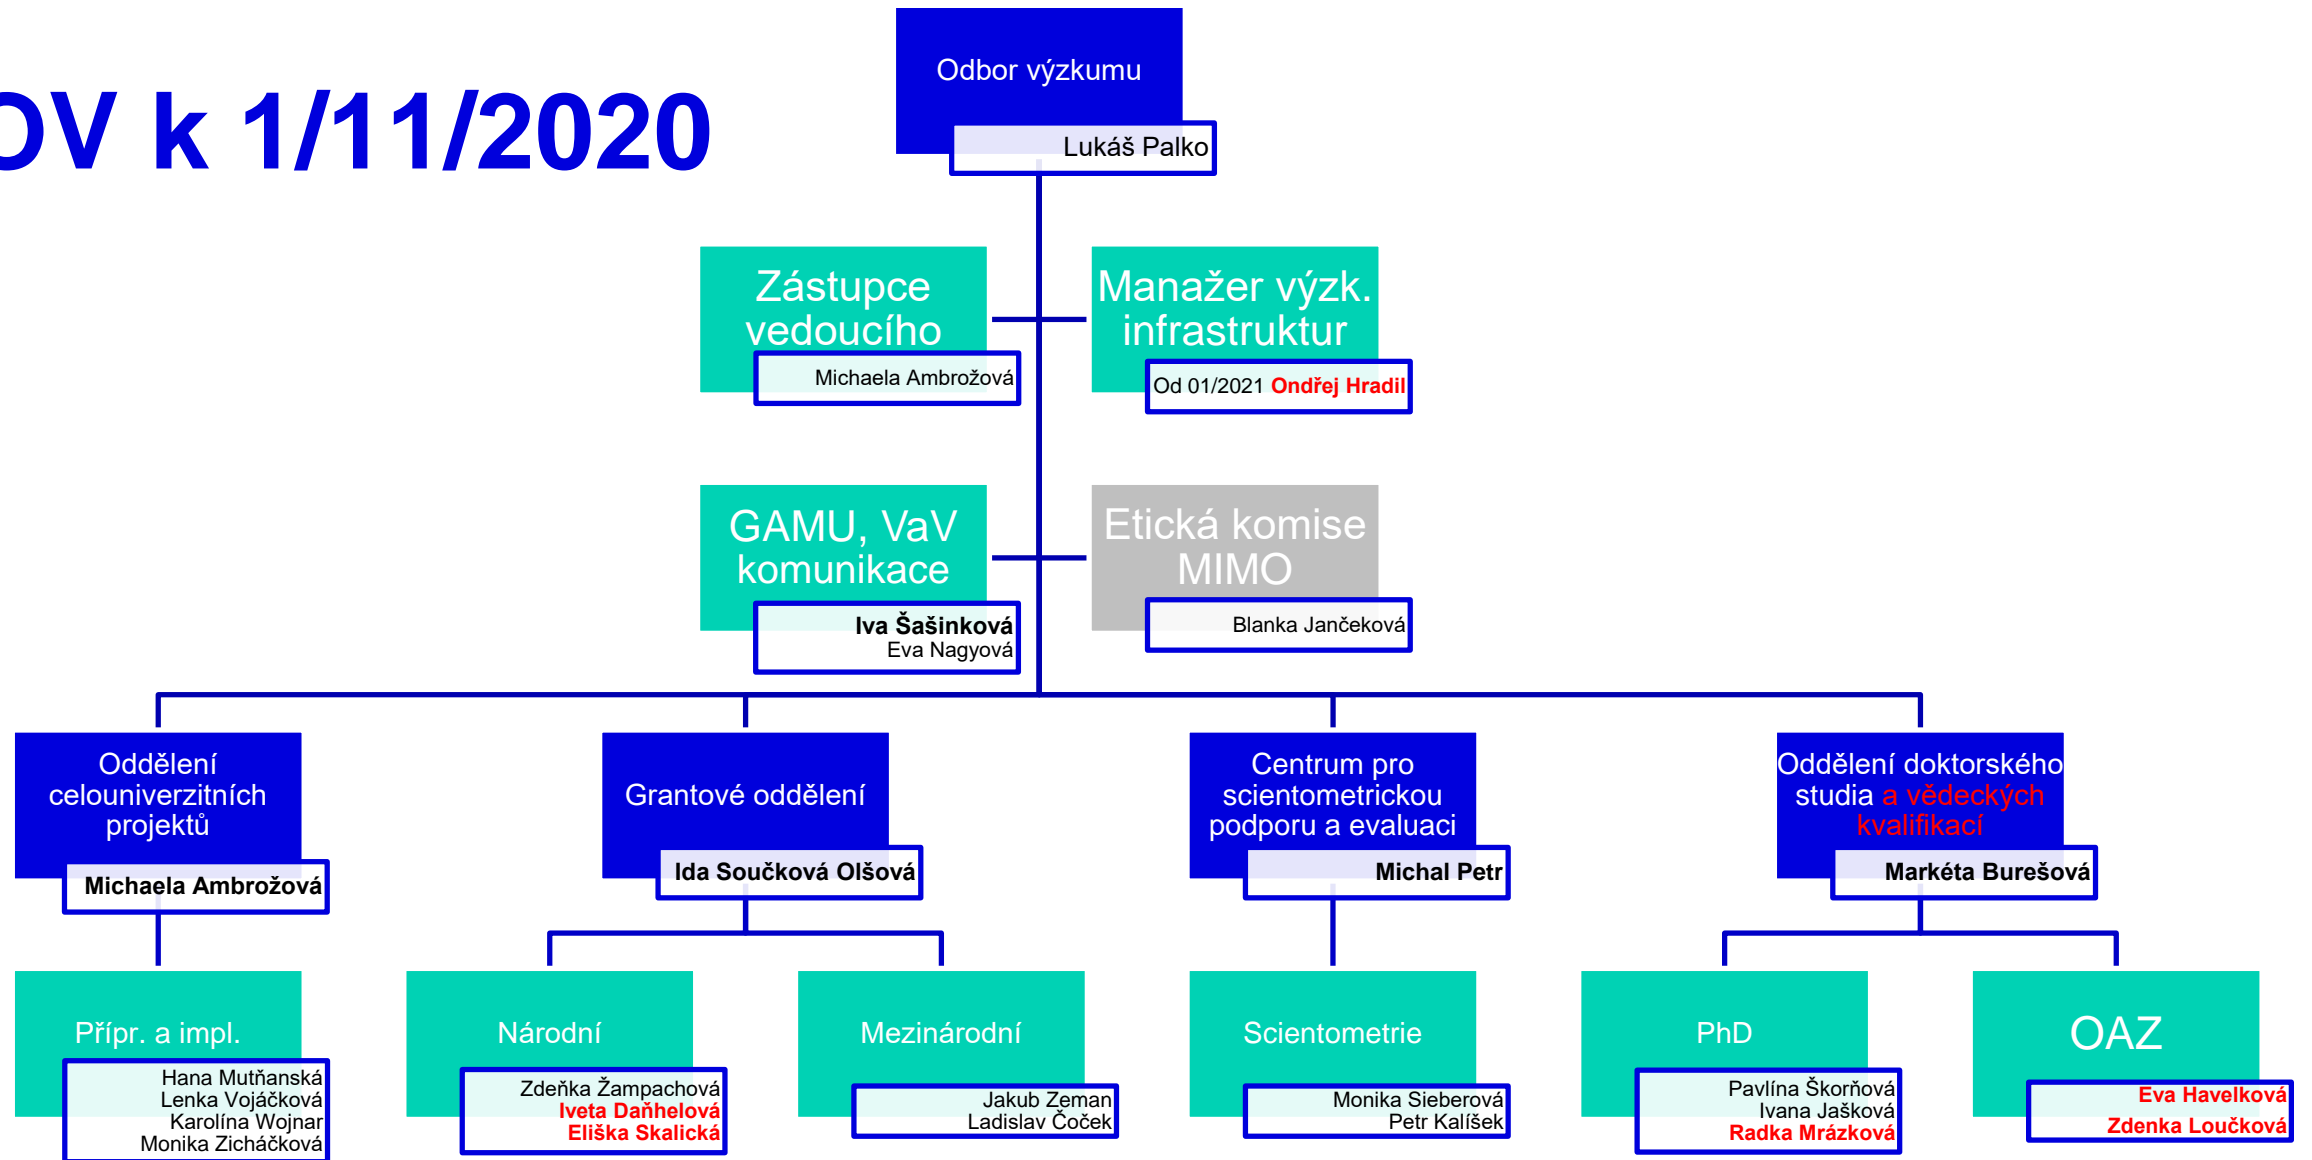 OV k 1/11/2020
Odbor výzkumu
Lukáš Palko
Zástupce
vedoucího
Michaela Ambrožová
Manažer výzk.
infrastruktur
Od 01/2021 Ondřej Hradil
GAMU, VaV
komunikace
Iva Šašinková
Eva Nagyová
Etická komise
MIMO
Blanka Jančeková
Oddělení
celouniverzitních
projektů
Michaela Ambrožová
Grantové oddělení
Ida Součková Olšová
Centrum pro
scientometrickou
podporu a evaluaci
Michal Petr
Oddělení doktorského
studia a vědeckých
kvalifikací
Markéta Burešová
Přípr. a impl.
Hana Mutňanská
Lenka Vojáčková
Karolína Wojnar
Monika Zicháčková
Národní
Zdeňka Žampachová
Iveta Daňhelová
Eliška Skalická
Mezinárodní
Jakub Zeman
Ladislav Čoček
Scientometrie
Monika Sieberová
Petr Kalíšek
PhD
Pavlína Škorňová
Ivana Jašková
Radka Mrázková
OAZ
Eva Havelková
Zdenka Loučková